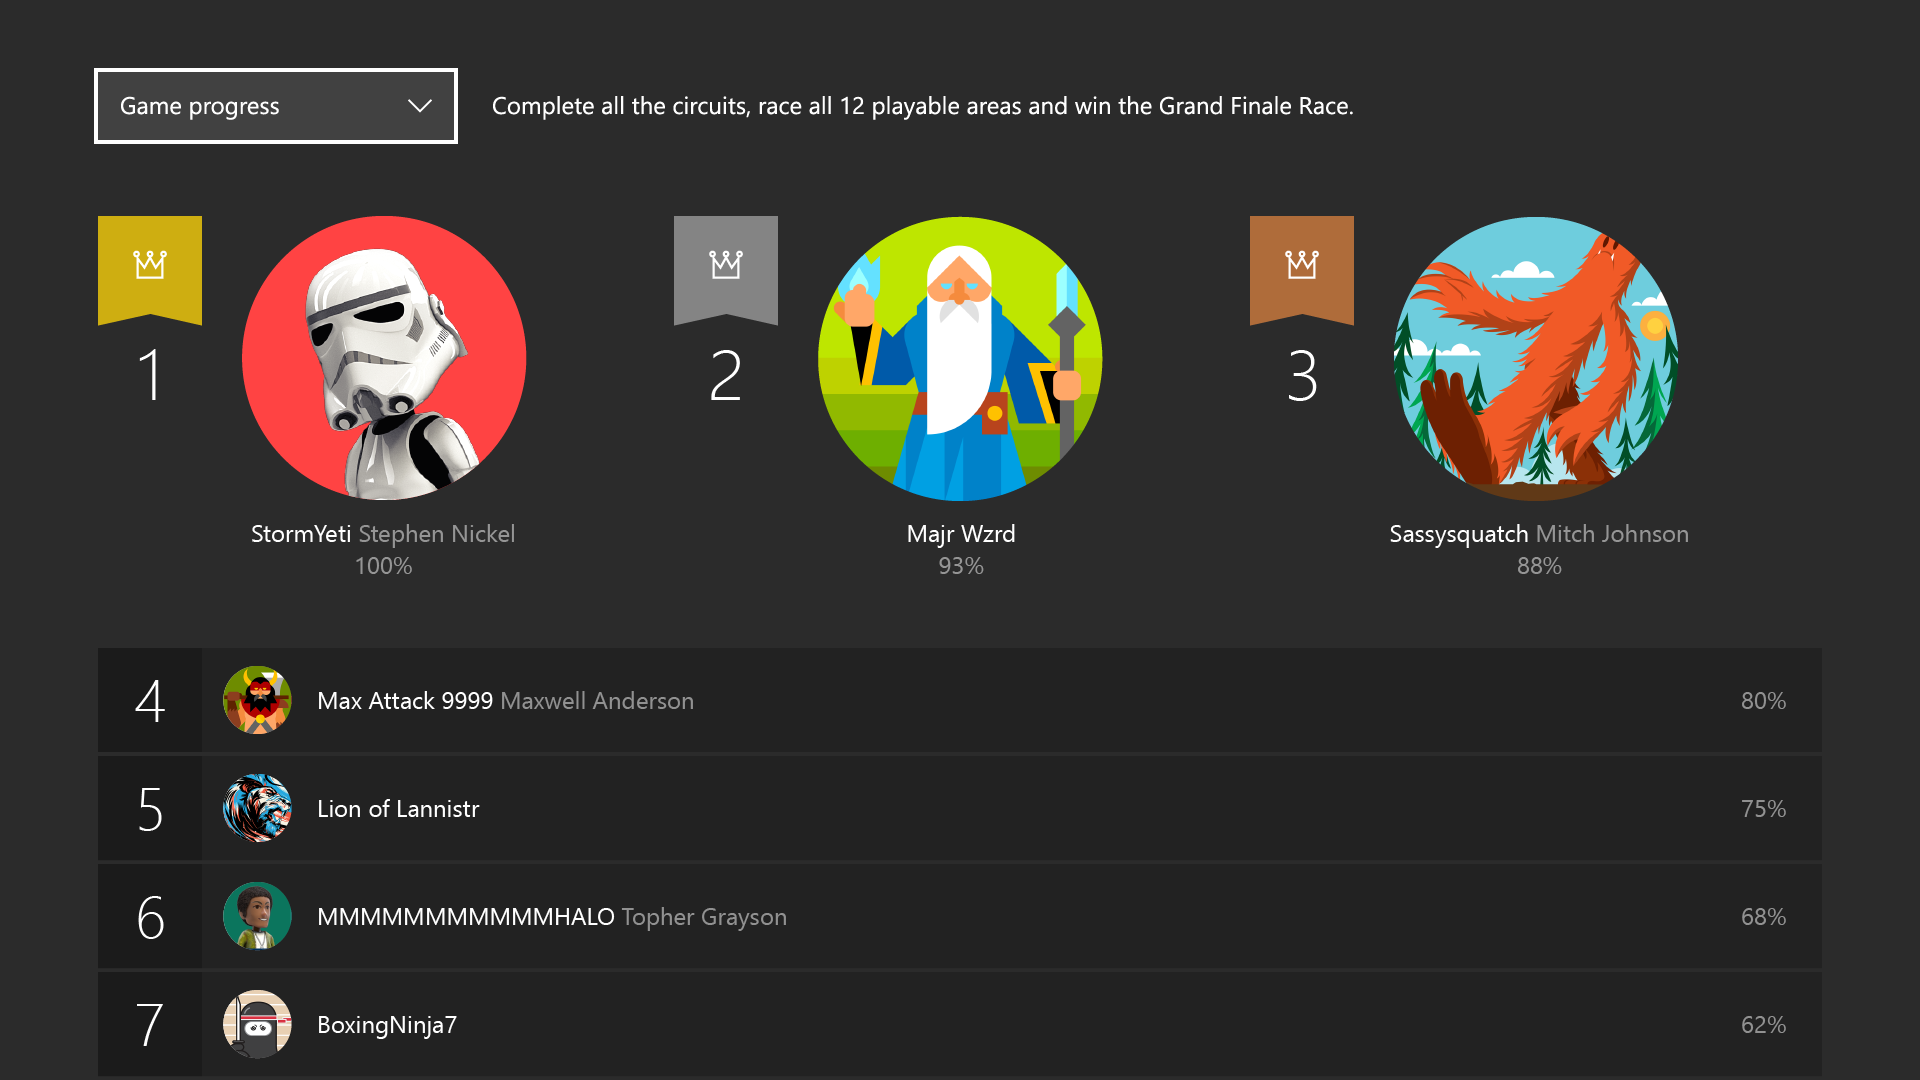 Game progress
Complete all the circuits, race all 12 playable areas and win the Grand Finale Race.
1
StormYeti Stephen Nickel
100%
2
Majr Wzrd
93%
3
Sassysquatch Mitch Johnson
88%
4 Max Attack 9999 Maxwell Anderson 80%
5 Lion of Lannistr 75%
6 MMMMMMMMMMMHALO Topher Grayson 68%
7 BoxingNinja7 62%